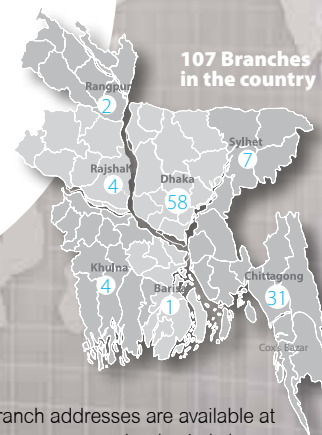 107 Branches
in the country
Rangpur
2
Sylhet
7
Rajshahi
4
Dhaka
58
Khulna
4
Barisal
1
Chittagong
31
Cox's Bazar
ranch addresses are available at